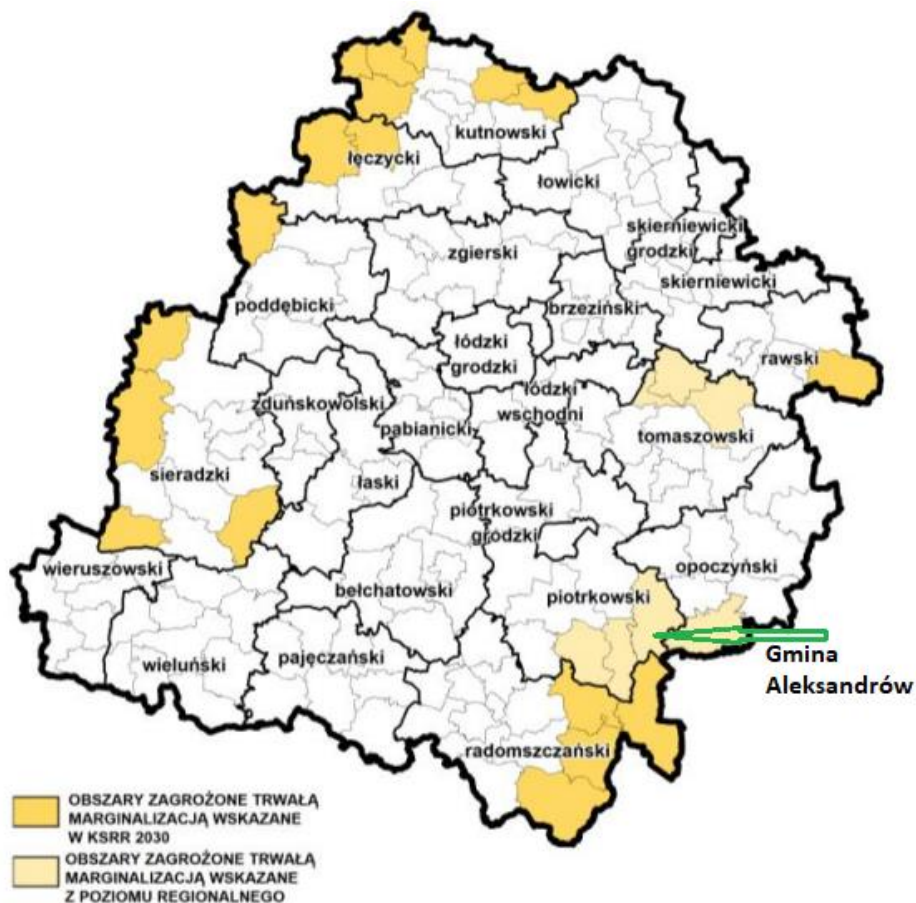 kutnowski
łęczycki
łowicki
skierniewicki
grodzki
zgierski
skierniewicki
poddębicki
brzeziński
łódzki
grodzki
rawski
łódzki
wschodni
zduńskowolski
pabianicki
tomaszowski
sieradzki
łaski
piotrkowski
grodzki
wieruszowski
opoczyński
bełchatowski
piotrkowski
wieluński
pajęczański
Gmina
Aleksandrów
radomszczański
OBSZARY ZAGROŻONE TRWAŁĄ
MARGINALIZACJĄ WSKAZANE
W KSRR 2030
OBSZARY ZAGROŻONE TRWAŁĄ
MARGINALIZACJĄ WSKAZANE
Z POZIOMU REGIONALNEGO